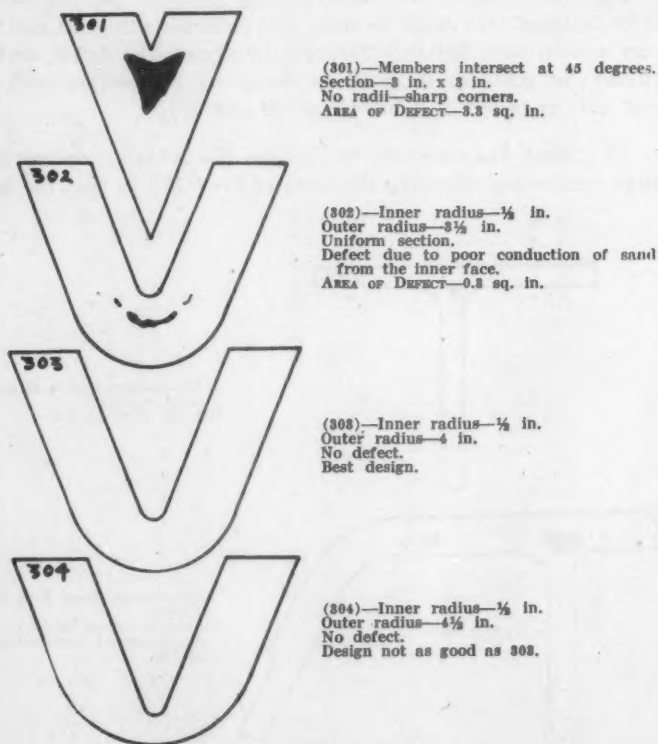 301
(301)—Members intersect at 45 degrees.
Section—3 in. x 3 in.
No radii—sharp corners.
AREA OF DEFECT—3.3 sq. in.
302
(302)—Inner radius—½ in.
Outer radius—3½ in.
Uniform section.
Defect due to poor conduction of sand
from the inner face.
AREA OF DEFECT—0.3 sq. in.
303
(303)—Inner radius—½ in.
Outer radius—4 in.
No defect.
Best design.
304
(304)—Inner radius—½ in.
Outer radius—4½ in.
No defect.
Design not as good as 303.